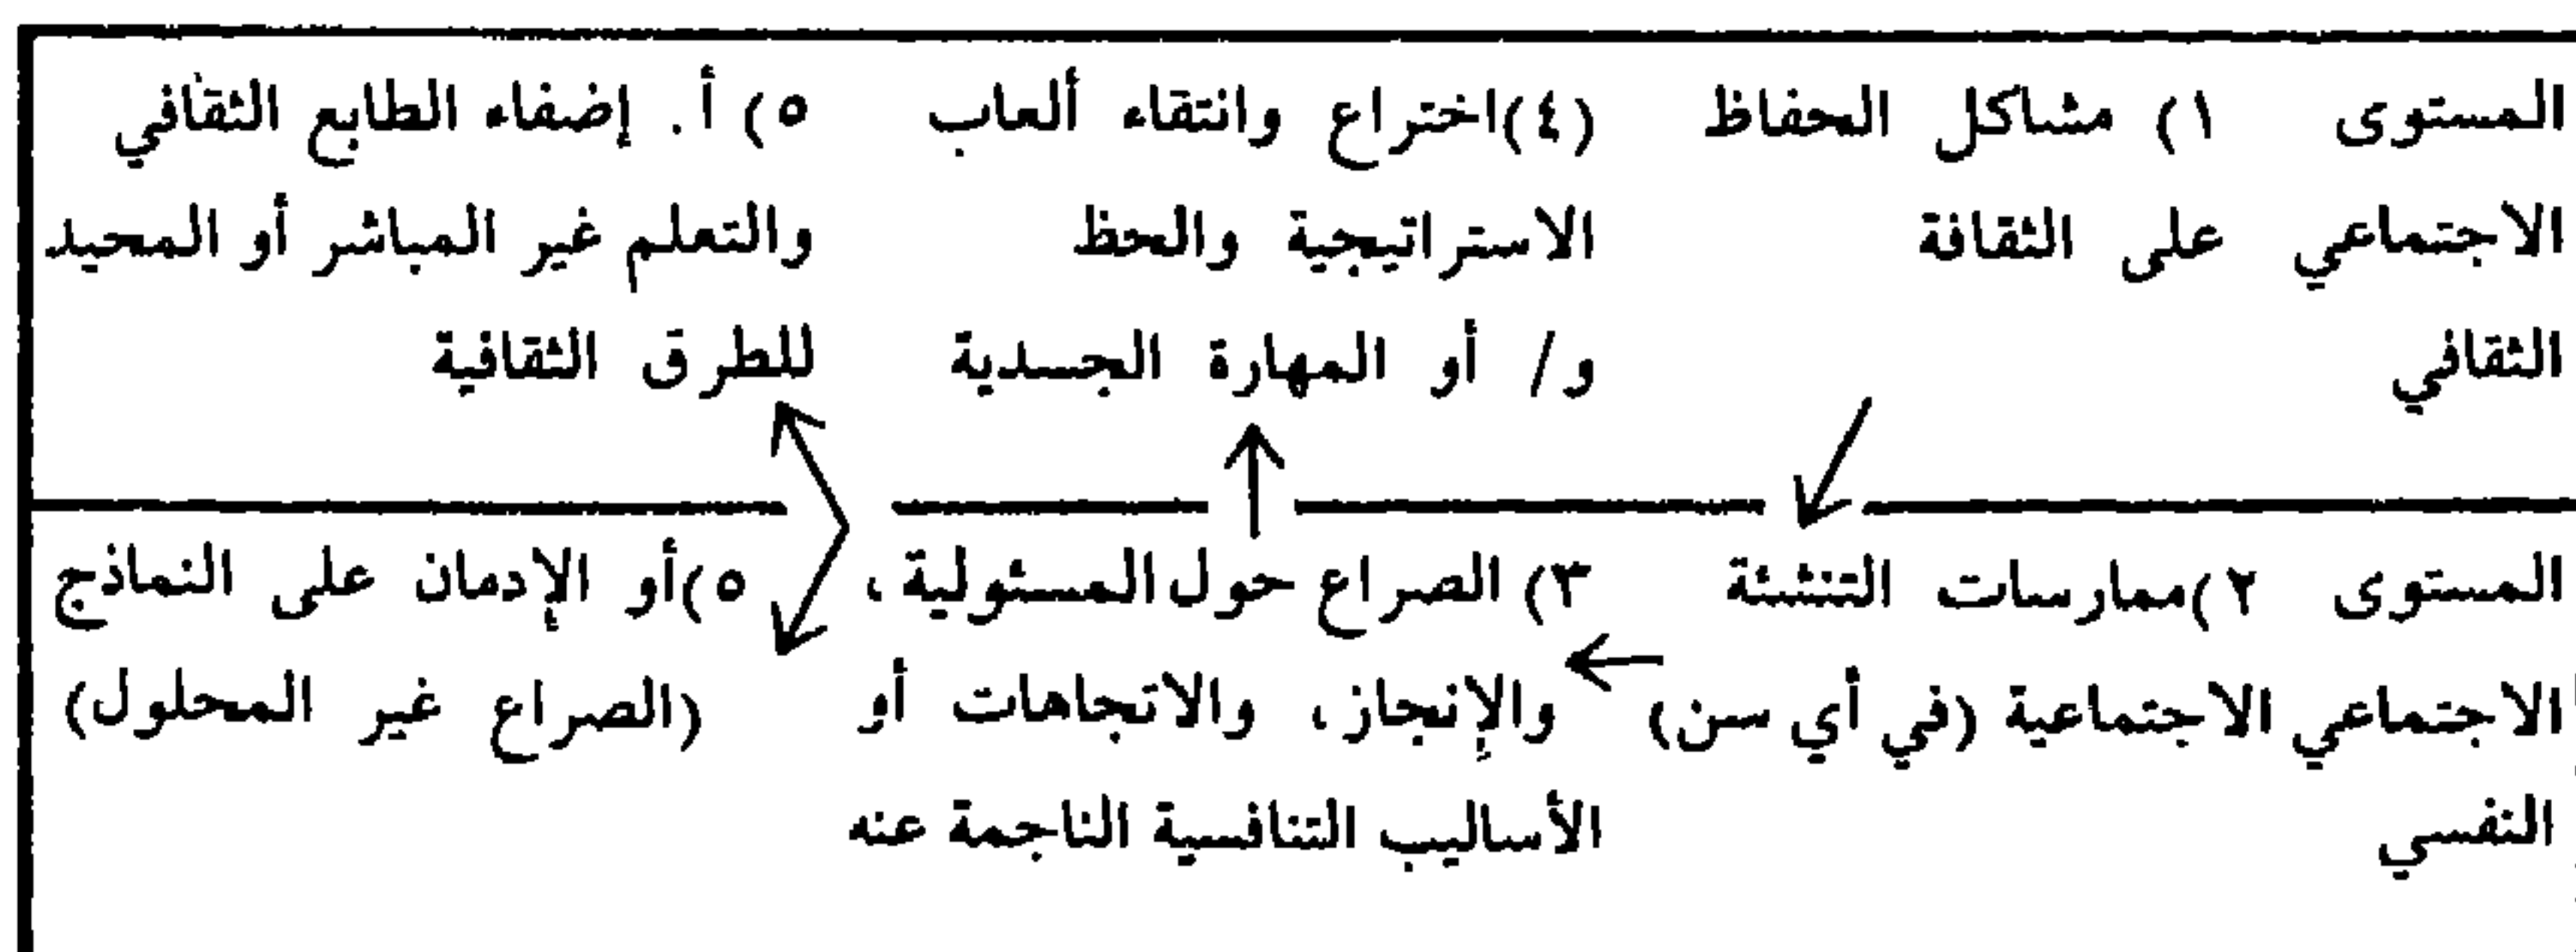 المستوى ١) مشاكل الحفاظ (٤)اختراع وانتقاء ألعاب ٥) أ. إضفاء الطابع الثقافي
الاجتماعي على الثقافة الاستراتيجية والحظ والتعلم غير المباشر أو المحيد
الثقافي و/ أو المهارة الجسدية للطرق الثقافية
المستوى ٢)ممارسات التنشئة ٣) الصراع حول المسئولية، ٥)أو الإدمان على النماذج
الاجتماعي الاجتماعية (في أي سن) والإنجاز، والاتجاهات أو (الصراع غير المحلول)
النفسي الأساليب التنافسية الناجمة عنه